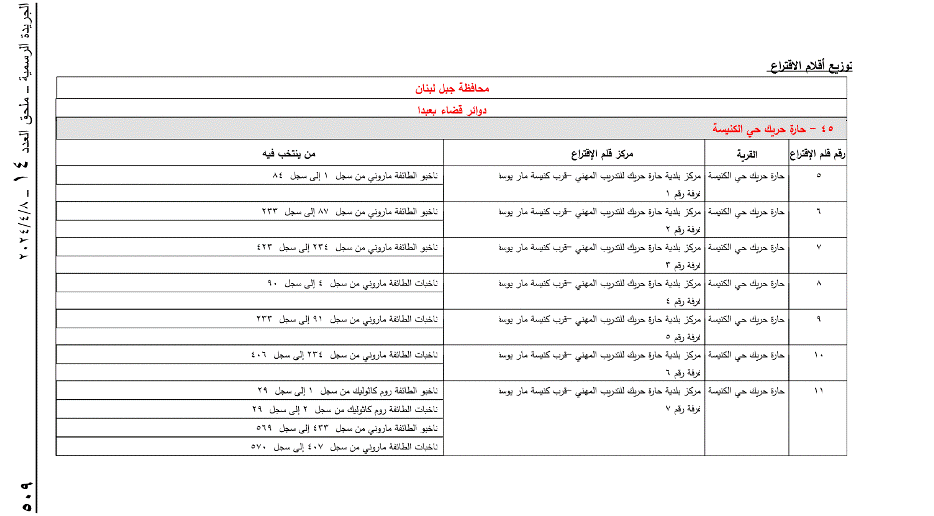 الجريدة الرسمية – ملحق العدد ١٤ – ٢٠٢٤/٤/٨
توزيع أقلام الاقتراع
محافظة جبل لبنان
دوائر قضاء بعبدا
٤٥ - حارة حريك حي الكنيسة
رقم قلم الإقتراع القرية مركز قلم الإقتراع من ينتخب فيه
٥ حارة حريك حي الكنيسة مركز بلدية حارة حريك للتدريب المهني –قرب كنيسة مار يوسف ناخبو الطائفة ماروني من سجل ١ إلى سجل ٨٤
غرفة رقم ١
٦ حارة حريك حي الكنيسة مركز بلدية حارة حريك للتدريب المهني –قرب كنيسة مار يوسف ناخبو الطائفة ماروني من سجل ٨٧ إلى سجل ٢٣٣
غرفة رقم ٢
٧ حارة حريك حي الكنيسة مركز بلدية حارة حريك للتدريب المهني –قرب كنيسة مار يوسف ناخبو الطائفة ماروني من سجل ٢٣٤ إلى سجل ٤٢٣
غرفة رقم ٣
٨ حارة حريك حي الكنيسة مركز بلدية حارة حريك للتدريب المهني –قرب كنيسة مار يوسف ناخبات الطائفة ماروني من سجل ٤ إلى سجل ٩٠
غرفة رقم ٤
٩ حارة حريك حي الكنيسة مركز بلدية حارة حريك للتدريب المهني –قرب كنيسة مار يوسف ناخبات الطائفة ماروني من سجل ٩١ إلى سجل ٢٣٣
غرفة رقم ٥
١٠ حارة حريك حي الكنيسة مركز بلدية حارة حريك للتدريب المهني –قرب كنيسة مار يوسف ناخبات الطائفة ماروني من سجل ٢٣٤ إلى سجل ٤٠٦
غرفة رقم ٦
١١ حارة حريك حي الكنيسة مركز بلدية حارة حريك للتدريب المهني –قرب كنيسة مار يوسف ناخبو الطائفة روم كاثوليك من سجل ١ إلى سجل ٢٩
غرفة رقم ٧ ناخبات الطائفة روم كاثوليك من سجل ٢ إلى سجل ٢٩
ناخبو الطائفة ماروني من سجل ٤٣٣ إلى سجل ٥٦٩
ناخبات الطائفة ماروني من سجل ٤٠٧ إلى سجل ٥٧٠
٥٠٩